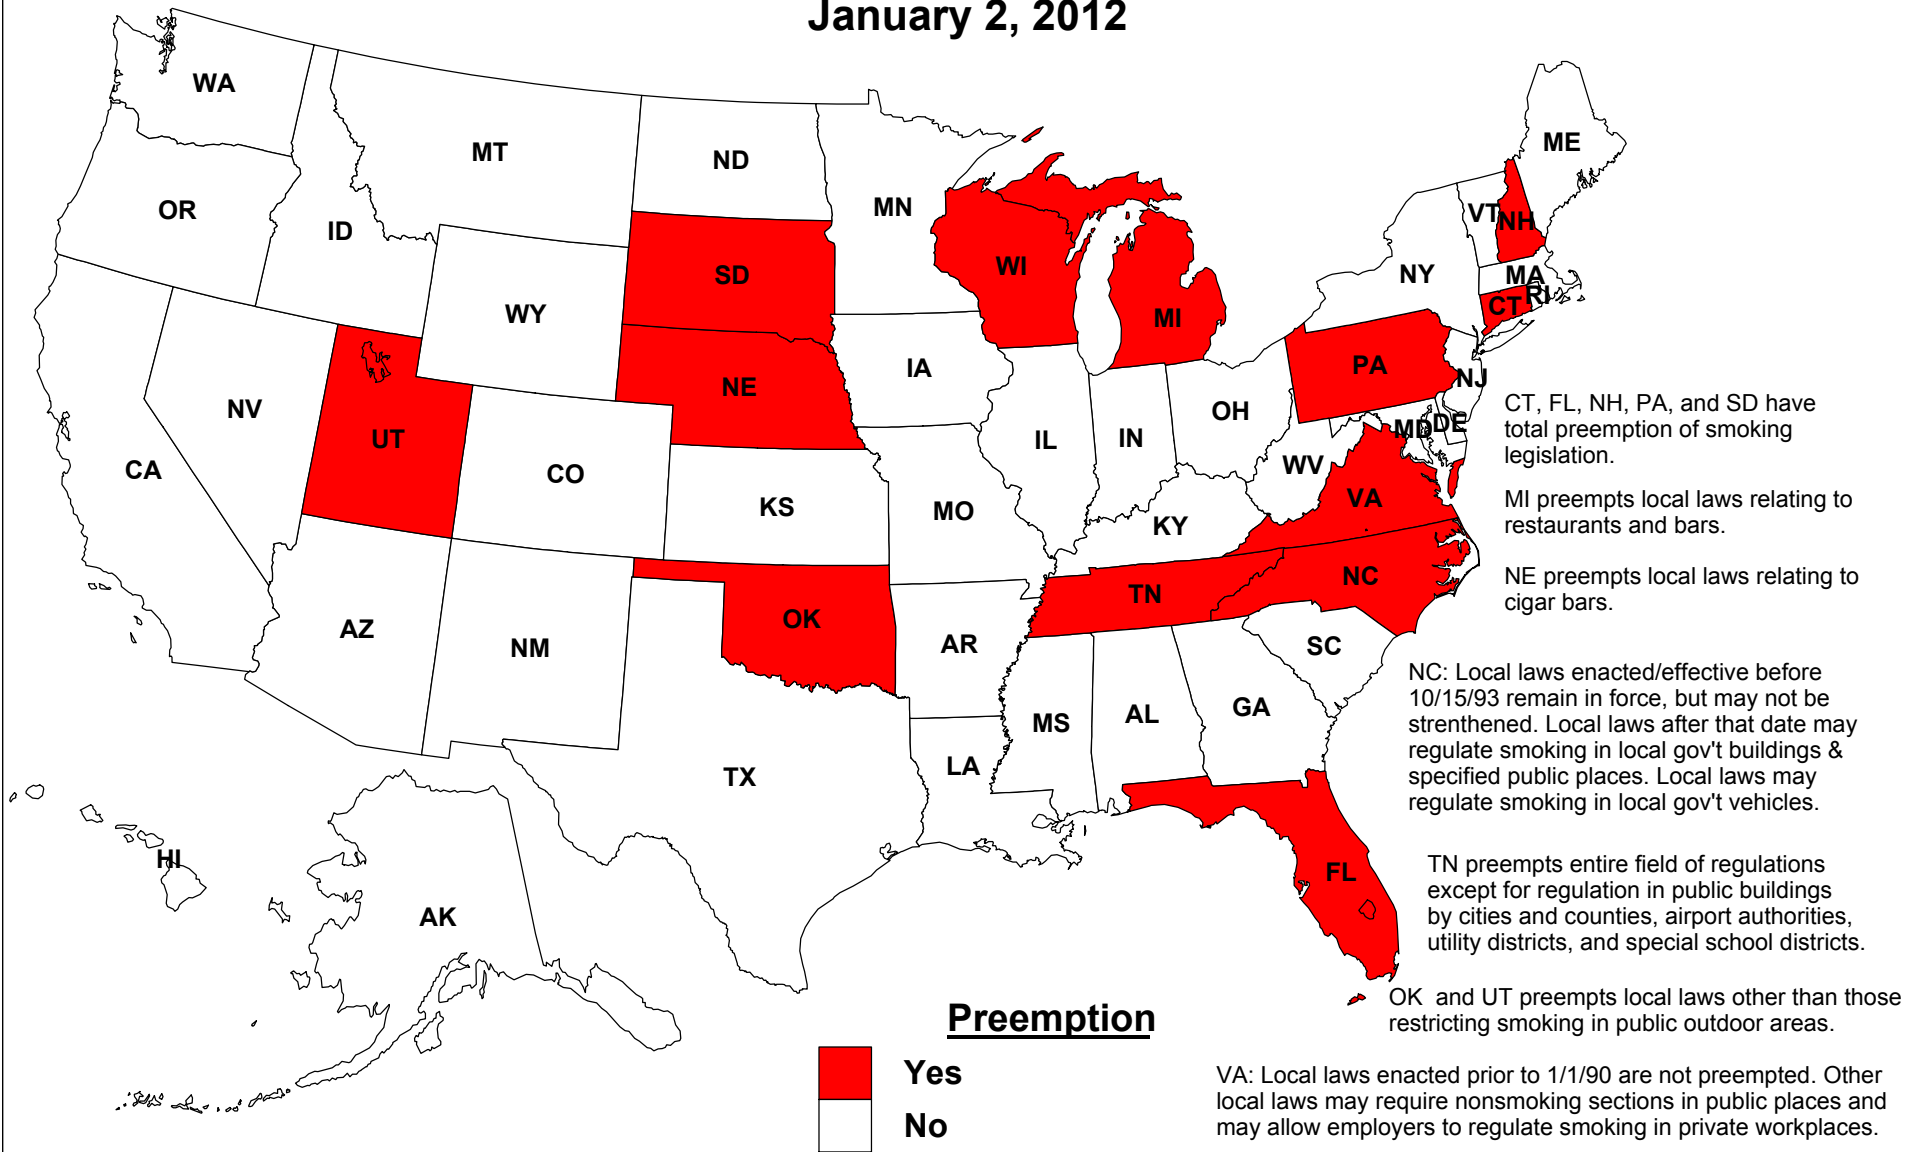 January 2, 2012
WA
MT
ND
MN
ME
OR
ID
SD
WI
MI
VT
NH
NY
MA
CT
RI
WY
NE
IA
PA
NJ
NV
UT
CO
IL
IN
OH
MD
DE
CA
KS
MO
WV
VA
KY
AZ
NM
OK
AR
TN
NC
SC
MS
AL
GA
TX
LA
HI
AK
FL
CT, FL, NH, PA, and SD have
total preemption of smoking
legislation.
MI preempts local laws relating to
restaurants and bars.
NE preempts local laws relating to
cigar bars.
NC: Local laws enacted/effective before
10/15/93 remain in force, but may not be
strenthened. Local laws after that date may
regulate smoking in local gov't buildings &
specified public places. Local laws may
regulate smoking in local gov't vehicles.
TN preempts entire field of regulations
except for regulation in public buildings
by cities and counties, airport authorities,
utility districts, and special school districts.
OK and UT preempts local laws other than those
restricting smoking in public outdoor areas.
VA: Local laws enacted prior to 1/1/90 are not preempted. Other
local laws may require nonsmoking sections in public places and
may allow employers to regulate smoking in private workplaces.
Preemption
Yes
No